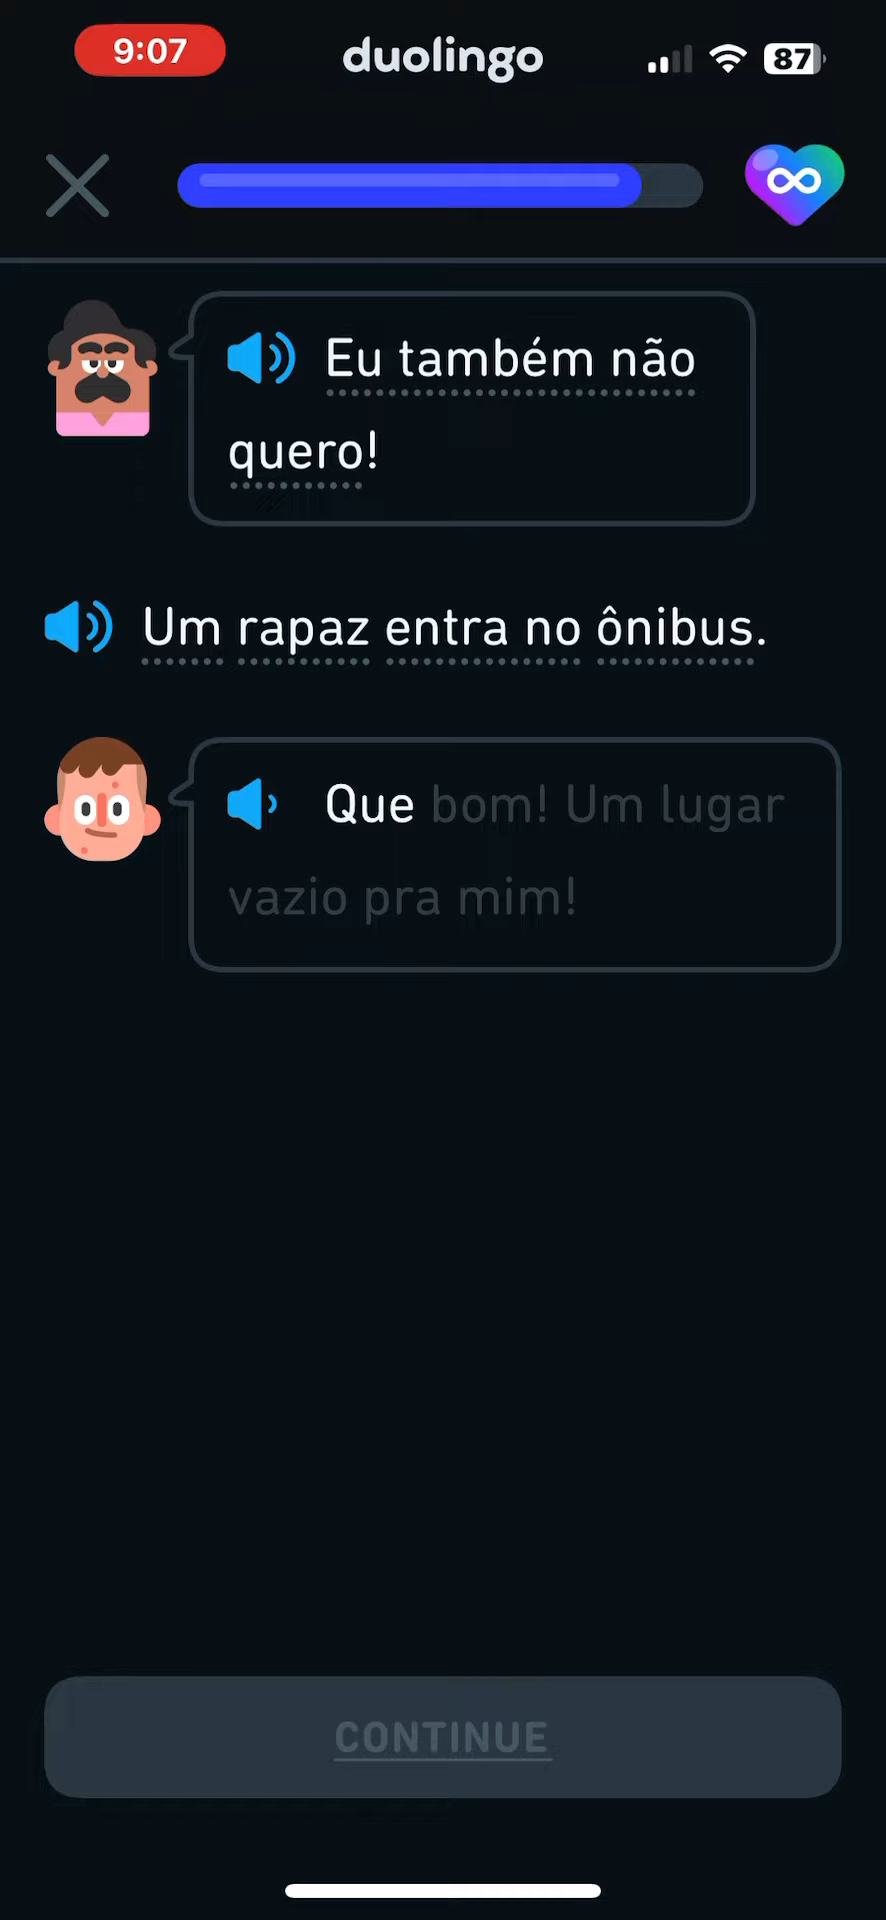 9:07
duolingo
87
Eu também não
quero!
Um rapaz entra no ônibus.
Que bom! Um lugar
vazio pra mim!
CONTINUE